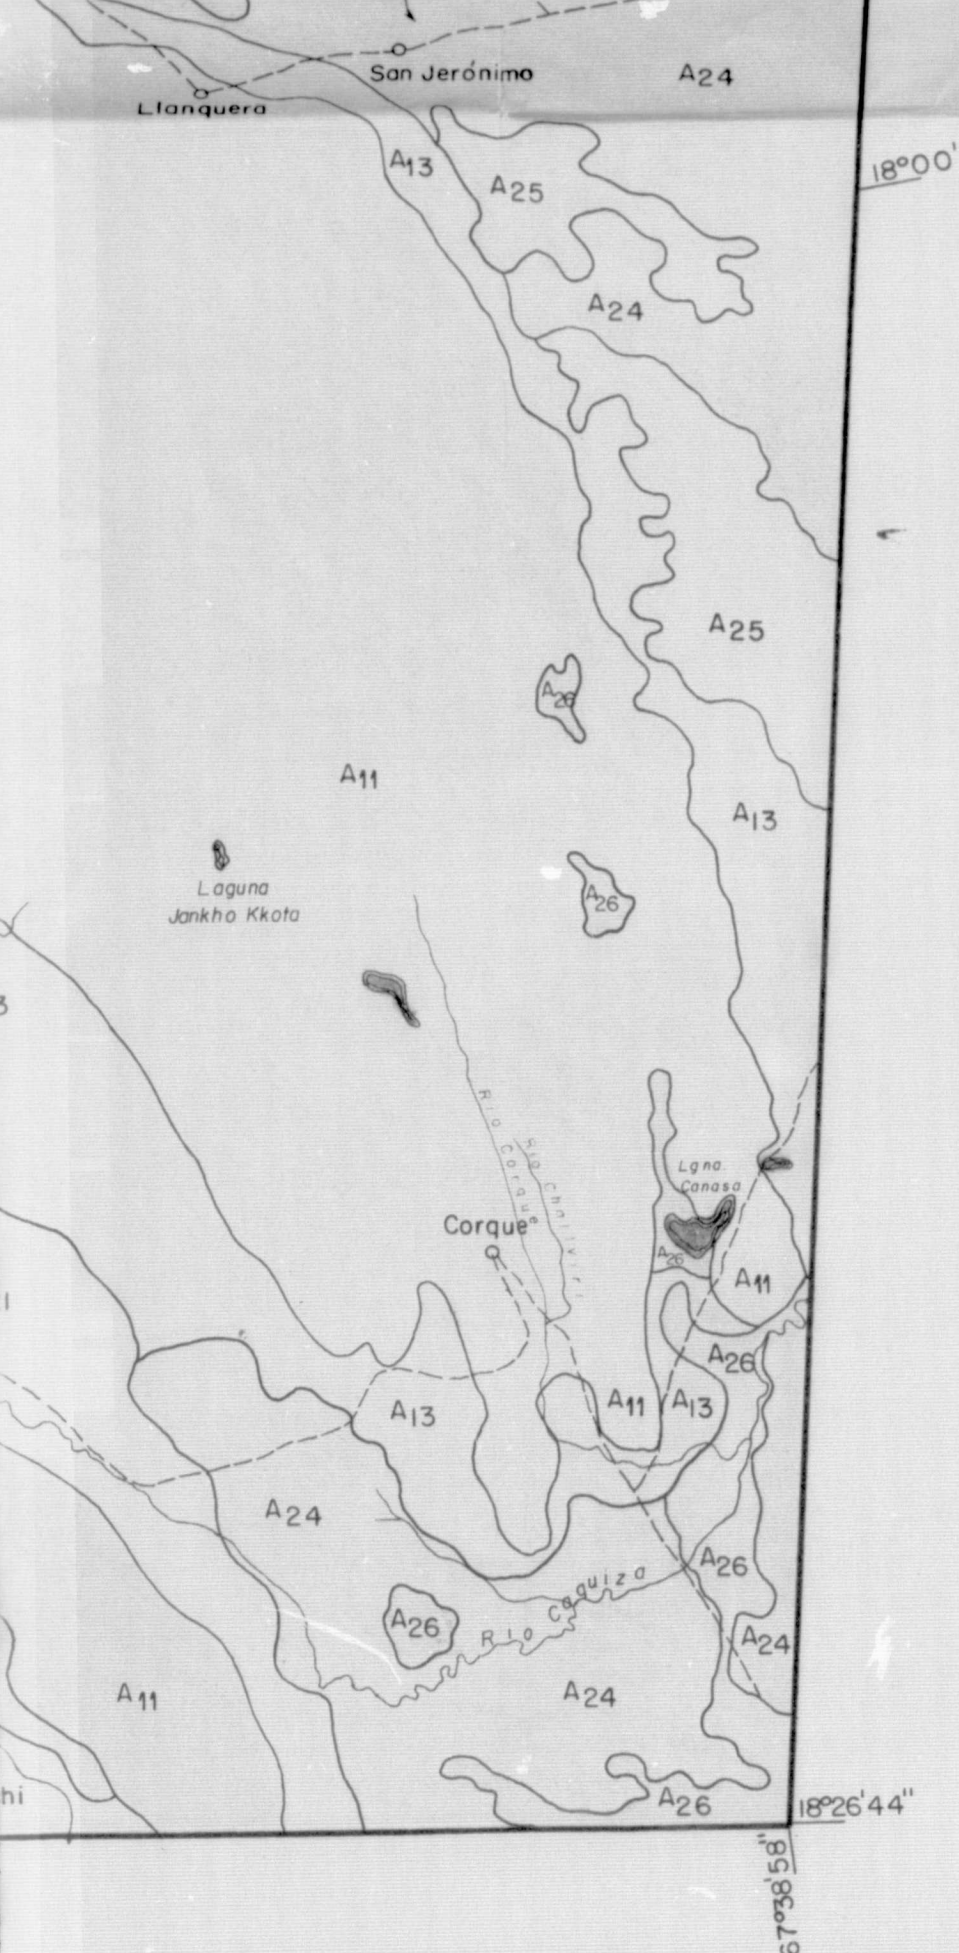 San Jerónimo
A24
Llanquera
A13
18°00'
A25
A24
A25
A26
A11
A13
Laguna
Jankho Kkota
A26
Rio Corque
Rio
Lgna.
Canasa
Corque
A26
A11
A26
A13
A11
A13
A24
A26
Rio Caquiza
A26
A24
A11
A24
hi
A26
18°26'44"
67°38'58"